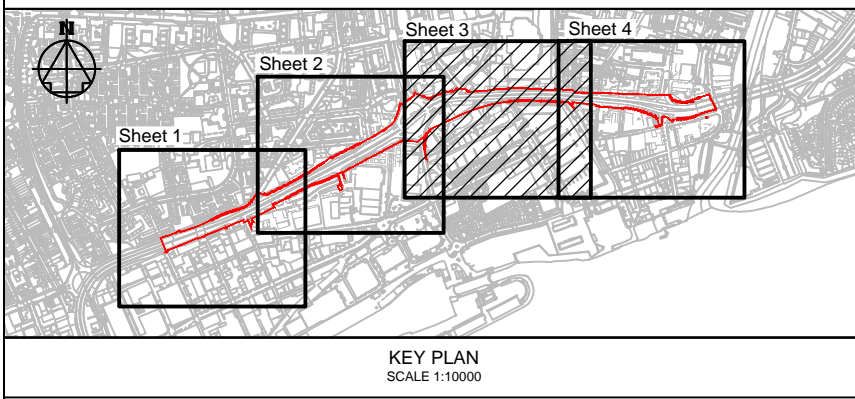 N
Sheet 3
Sheet 4
Sheet 2
Sheet 1
KEY PLAN
SCALE 1:10000